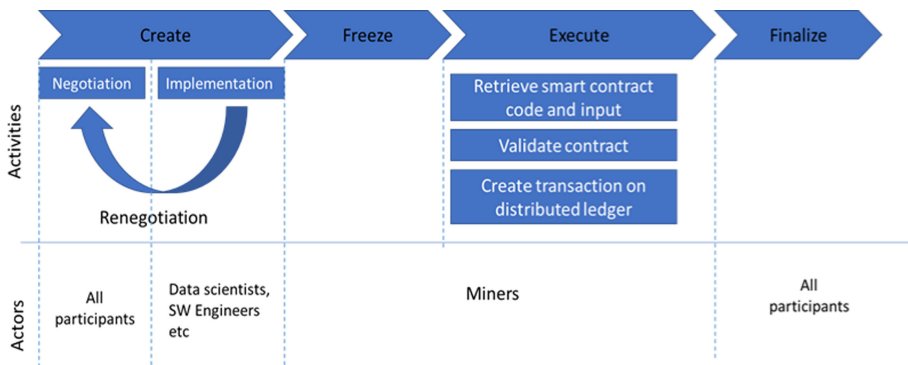 Create
Freeze
Execute
Finalize
Activities
Negotiation
Implementation
Renegotiation
Retrieve smart contract
code and input
Validate contract
Create transaction on
distributed ledger
Actors
All
participants
Data scientists,
SW Engineers
etc
Miners
All
participants